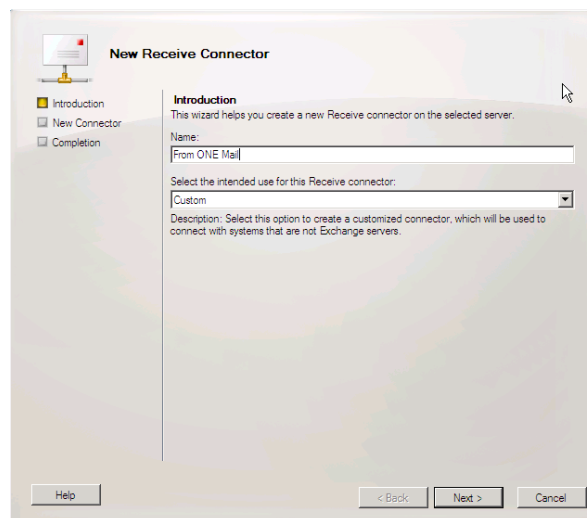 New Receive Connector
Introduction
New Connector
Completion
Introduction
This wizard helps you create a new Receive connector on the selected server.
Name:
From ONE Mail
Select the intended use for this Receive connector:
Custom
Description: Select this option to create a customized connector, which will be used to
connect with systems that are not Exchange servers.
Help
< Back
Next >
Cancel